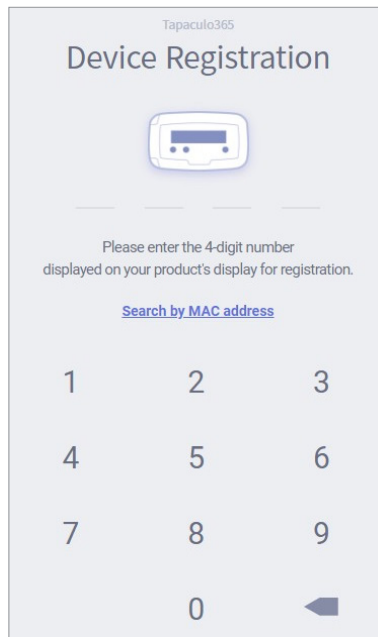 Tapaculo365
Device Registration
Please enter the 4-digit number
displayed on your product's display for registration.
Search by MAC address
1 2 3
4 5 6
7 8 9
0